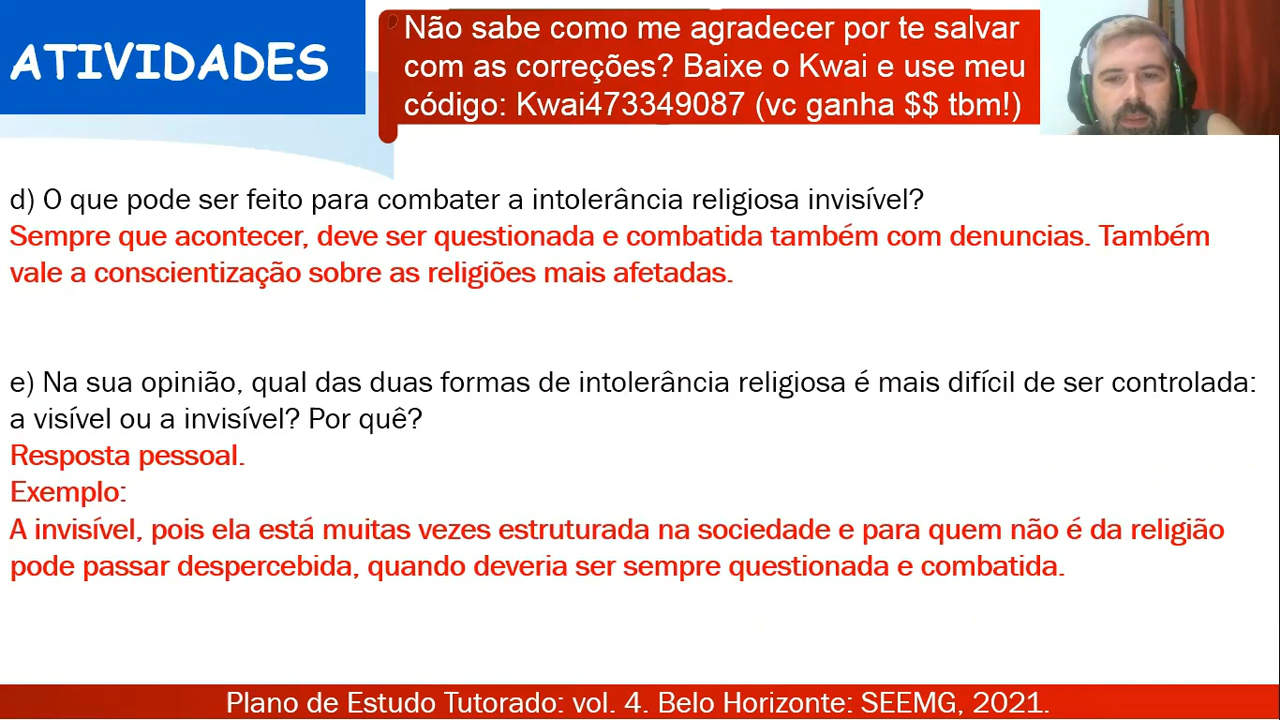 ATIVIDADES
Não sabe como me agradecer por te salvar
com as correções? Baixe o Kwai e use meu
código: Kwai473349087 (vc ganha $$ tbm!)
d) O que pode ser feito para combater a intolerância religiosa invisível?
Sempre que acontecer, deve ser questionada e combatida também com denuncias. Também
vale a conscientização sobre as religiões mais afetadas.
e) Na sua opinião, qual das duas formas de intolerância religiosa é mais difícil de ser controlada:
a visível ou a invisível? Por quê?
Resposta pessoal.
Exemplo:
A invisível, pois ela está muitas vezes estruturada na sociedade e para quem não é da religião
pode passar despercebida, quando deveria ser sempre questionada e combatida.
Plano de Estudo Tutorado: vol. 4. Belo Horizonte: SEEMG, 2021.